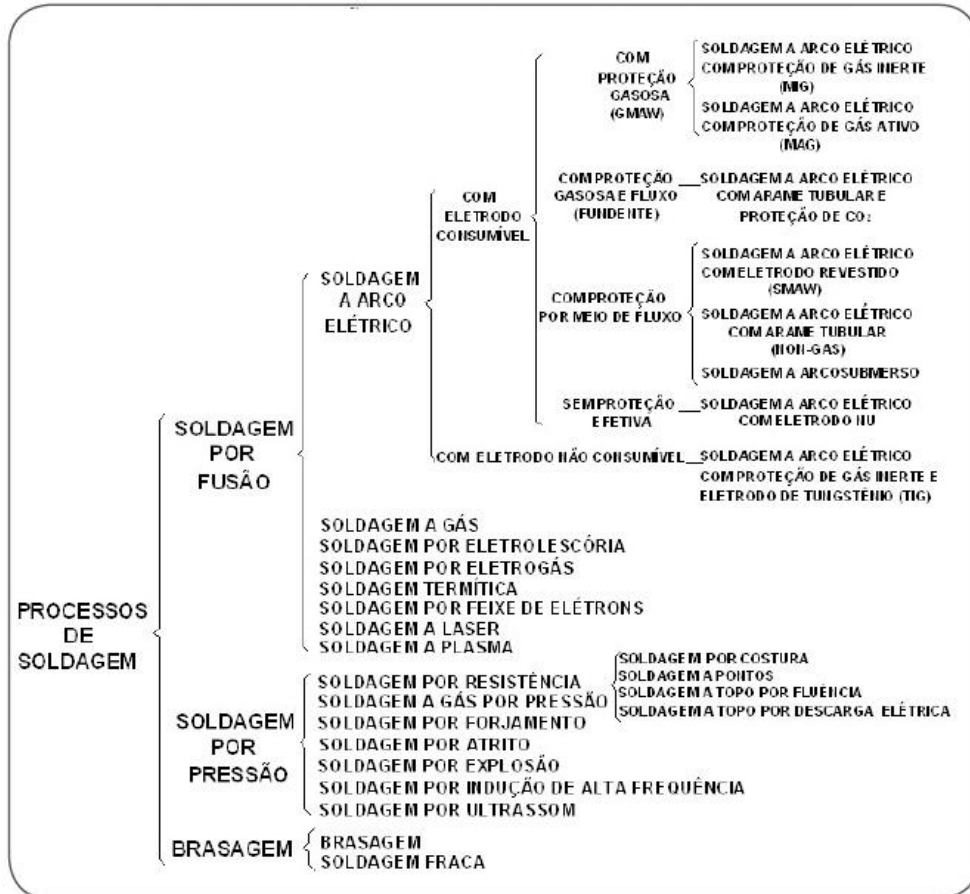 PROCESSOS
DE
SOLDAGEM
SOLDAGEM
POR
FUSÃO
SOLDAGEM
A ARCO
ELÉTRICO
COM
ELETRODO
CONSUMÍVEL
COM
PROTEÇÃO
GASOSA
(GMAW)
SOLDAGEM A ARCO ELÉTRICO
COM PROTEÇÃO DE GÁS INERTE
(MIG)
SOLDAGEM A ARCO ELÉTRICO
COM PROTEÇÃO DE GÁS ATIVO
(MAG)
COM PROTEÇÃO
GASOSA E FLUXO
(FUNDENTE)
SOLDAGEM A ARCO ELÉTRICO
COM ARAME TUBULAR E
PROTEÇÃO DE CO₂
COM PROTEÇÃO
POR MEIO DE FLUXO
SOLDAGEM A ARCO ELÉTRICO
COM ELETRODO REVESTIDO
(SMAW)
SOLDAGEM A ARCO ELÉTRICO
COM ARAME TUBULAR
(NON-GAS)
SOLDAGEM A ARCO SUBMERSO
SEM PROTEÇÃO
EFETIVA
SOLDAGEM A ARCO ELÉTRICO
COM ELETRODO NU
COM ELETRODO NÃO CONSUMÍVEL
SOLDAGEM A ARCO ELÉTRICO
COM PROTEÇÃO DE GÁS INERTE E
ELETRODO DE TUNGSTÊNIO (TIG)
SOLDAGEM A GÁS
SOLDAGEM POR ELETROLESCÓRIA
SOLDAGEM POR ELETROGÁS
SOLDAGEM TERMÍTICA
SOLDAGEM POR FEIXE DE ELÉTRONS
SOLDAGEM A LASER
SOLDAGEM A PLASMA
SOLDAGEM
POR
PRESSÃO
SOLDAGEM POR RESISTÊNCIA
SOLDAGEM POR COSTURA
SOLDAGEM A PONTOS
SOLDAGEM A TOPO POR FLUÊNCIA
SOLDAGEM A TOPO POR DESCARGA ELÉTRICA
SOLDAGEM A GÁS POR PRESSÃO
SOLDAGEM POR FORJAMENTO
SOLDAGEM POR ATRITO
SOLDAGEM POR EXPLOSÃO
SOLDAGEM POR INDUÇÃO DE ALTA FREQUÊNCIA
SOLDAGEM POR ULTRASSOM
BRASAGEM
BRASAGEM
SOLDAGEM FRACA